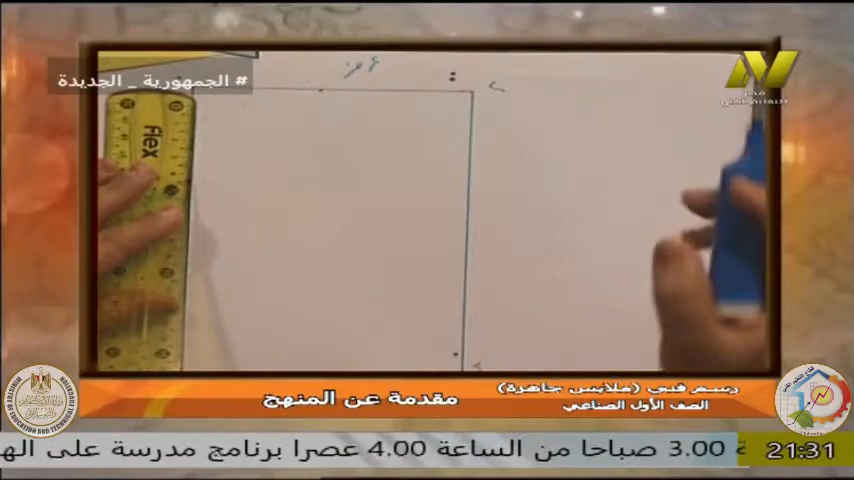 # الجمهورية _ الجديدة
flex
رسم فني (ملابس جاهزة)
الصف الأول الصناعي
مقدمة عن المنهج
3.00 صباحا من الساعة 4.00 عصرا برنامج مدرسة على اله
21:31